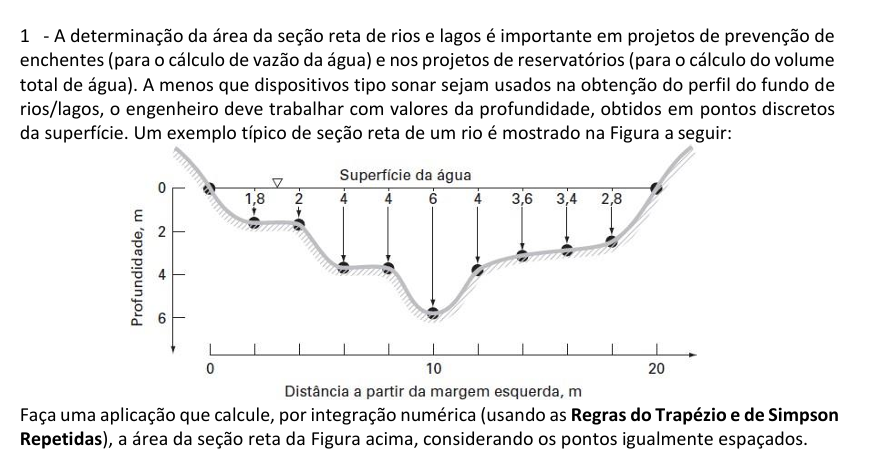 1 - A determinação da área da seção reta de rios e lagos é importante em projetos de prevenção de
enchentes (para o cálculo de vazão da água) e nos projetos de reservatórios (para o cálculo do volume
total de água). A menos que dispositivos tipo sonar sejam usados na obtenção do perfil do fundo de
rios/lagos, o engenheiro deve trabalhar com valores da profundidade, obtidos em pontos discretos
da superfície. Um exemplo típico de seção reta de um rio é mostrado na Figura a seguir:
Superfície da água
0
1,8 2 4 4 6 4 3,6 3,4 2,8
2
4
6
Profundidade, m
0 10 20
Distância a partir da margem esquerda, m
Faça uma aplicação que calcule, por integração numérica (usando as Regras do Trapézio e de Simpson
Repetidas), a área da seção reta da Figura acima, considerando os pontos igualmente espaçados.